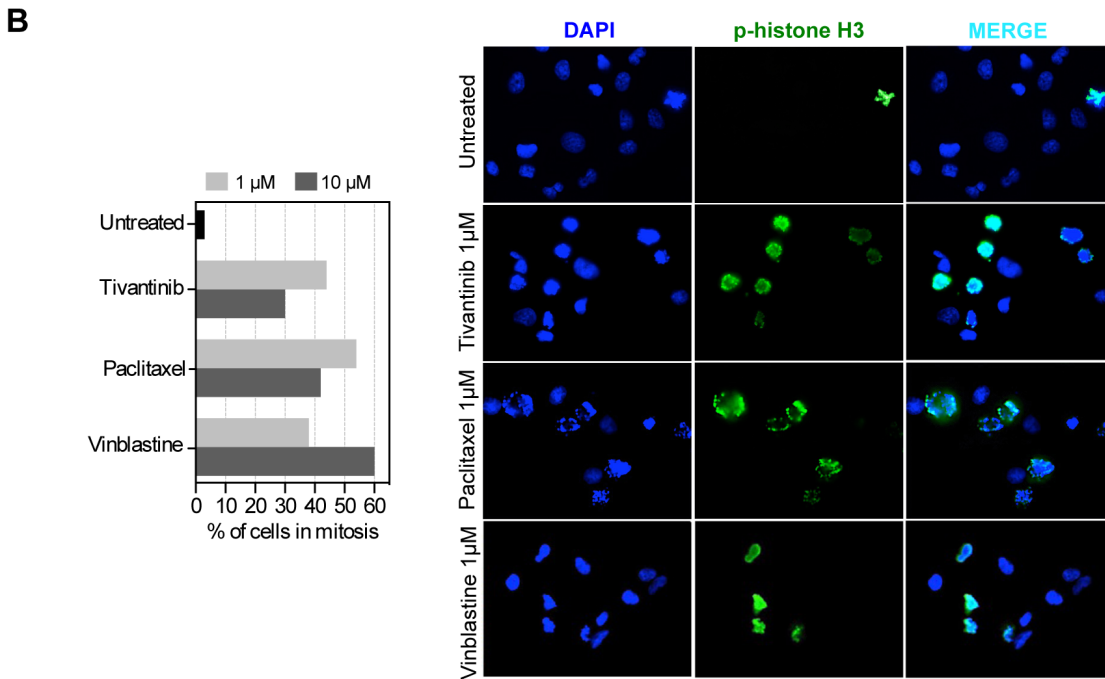 B
1 µM 10 µM
Untreated
Tivantinib
Paclitaxel
Vinblastine
0 10 20 30 40 50 60
% of cells in mitosis
DAPI p-histone H3 MERGE
Untreated
Tivantinib 1µM
Paclitaxel 1µM
Vinblastine 1µM